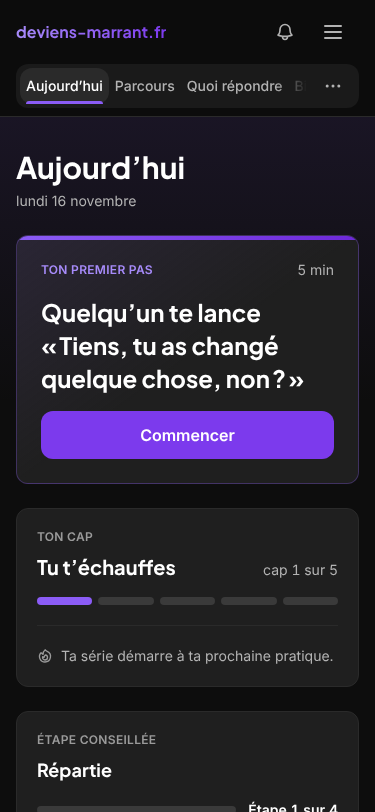 deviens-marrant.fr
Aujourd’hui Parcours Quoi répondre
Aujourd’hui
lundi 16 novembre
TON PREMIER PAS 5 min
Quelqu’un te lance
« Tiens, tu as changé
quelque chose, non ? »
Commencer
TON CAP
Tu t’échauffes cap 1 sur 5
Ta série démarre à ta prochaine pratique.
ÉTAPE CONSEILLÉE
Répartie
Étape 1 sur 4